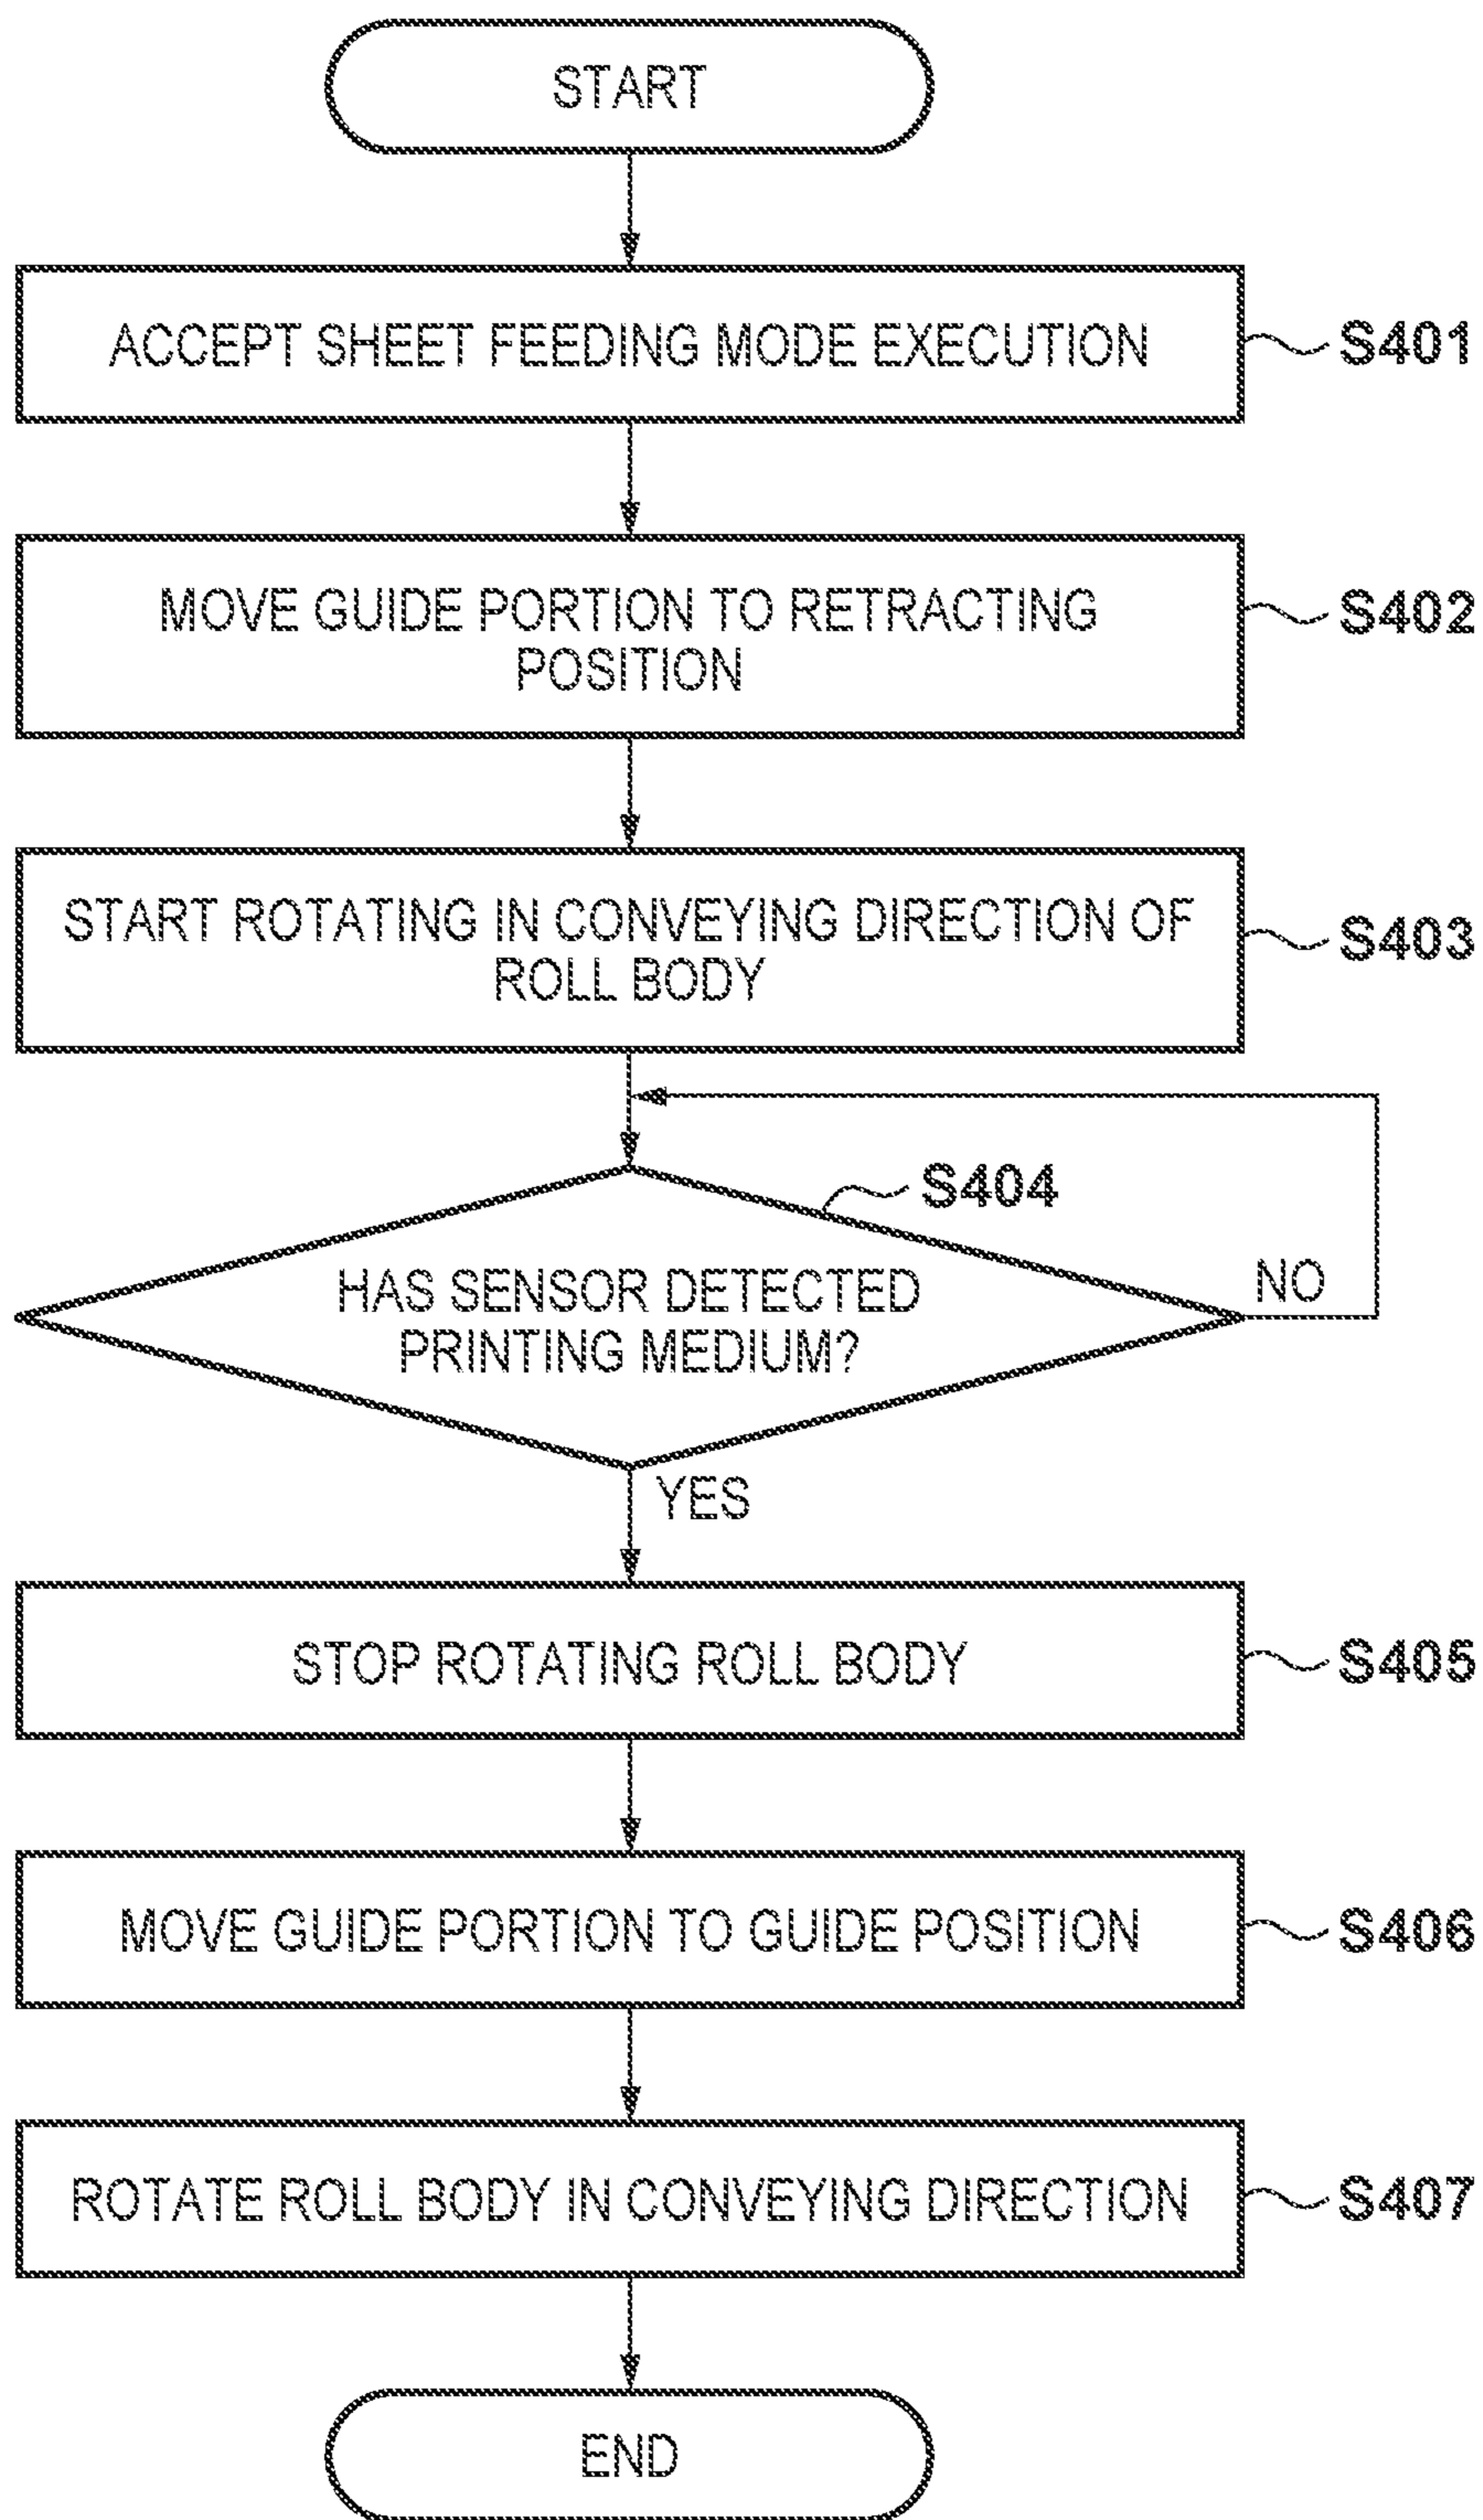 START
ACCEPT SHEET FEEDING MODE EXECUTION
S401
MOVE GUIDE PORTION TO RETRACTING
POSITION
S402
START ROTATING IN CONVEYING DIRECTION OF
ROLL BODY
S403
S404
HAS SENSOR DETECTED
PRINTING MEDIUM?
NO
YES
STOP ROTATING ROLL BODY
S405
MOVE GUIDE PORTION TO GUIDE POSITION
S406
ROTATE ROLL BODY IN CONVEYING DIRECTION
S407
END